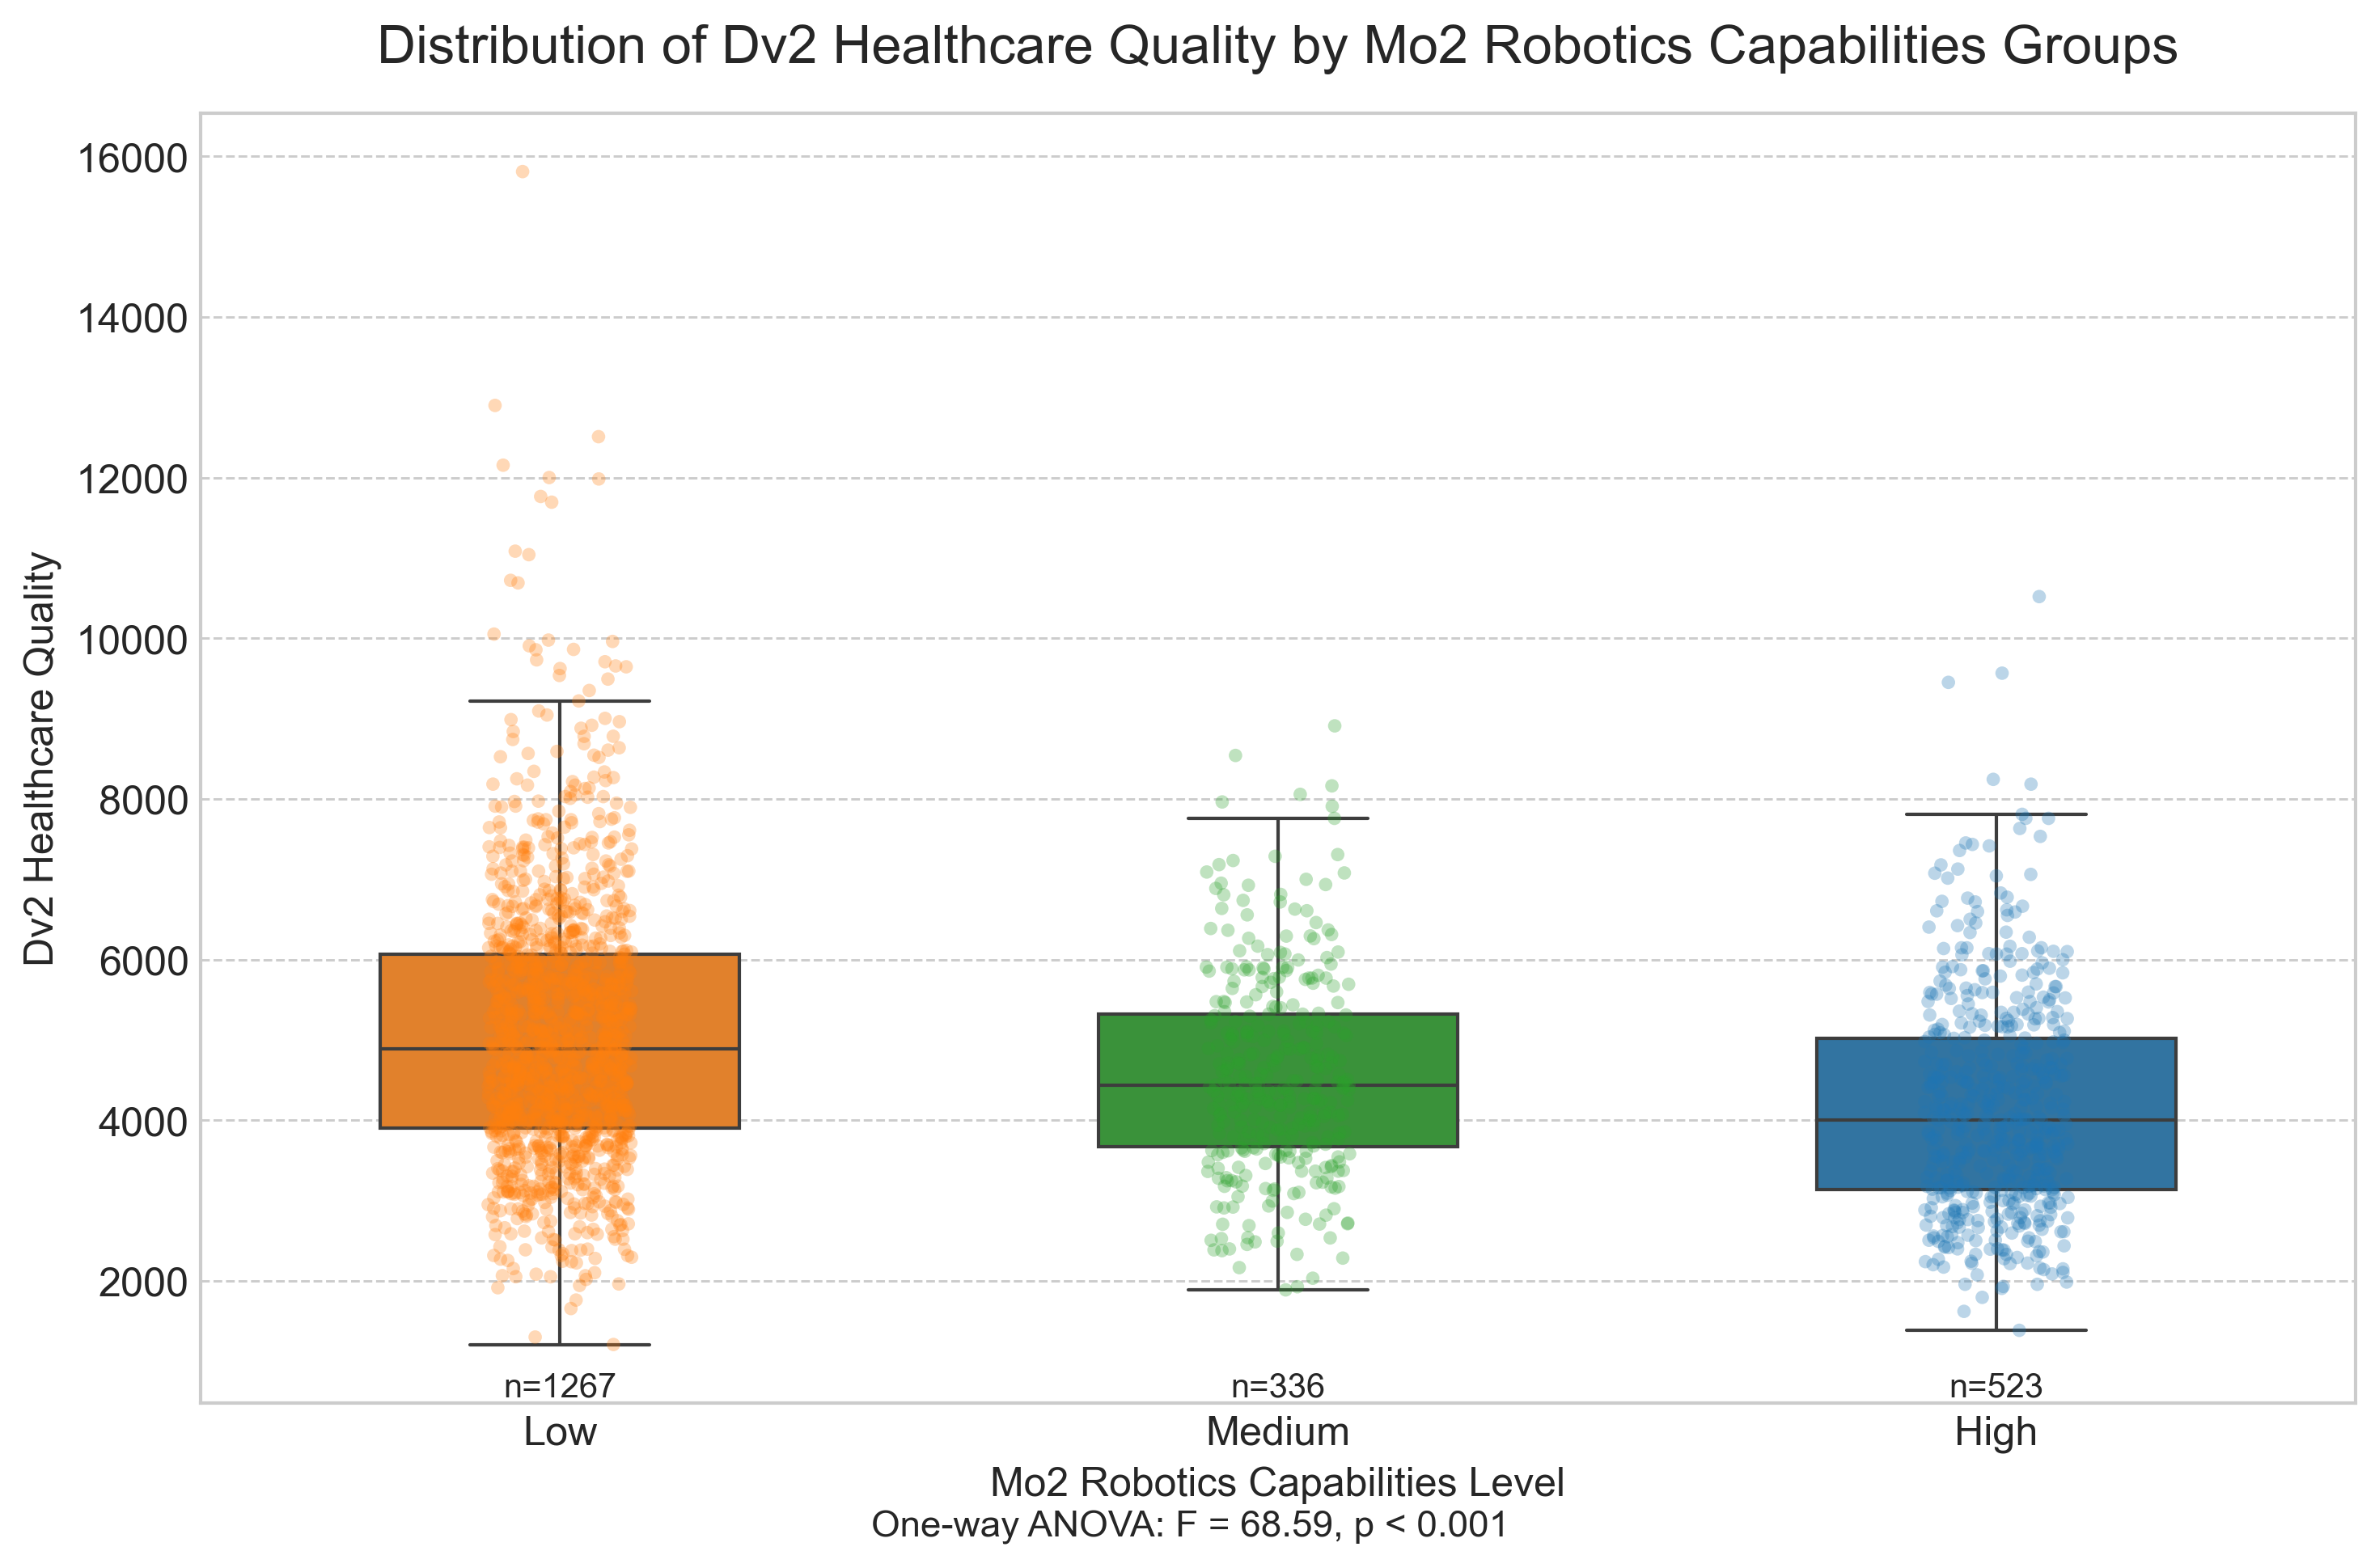 Distribution of Dv2 Healthcare Quality by Mo2 Robotics Capabilities Groups
Dv2 Healthcare Quality
16000
14000
12000
10000
8000
6000
4000
2000
n=1267
n=336
n=523
Low
Medium
High
Mo2 Robotics Capabilities Level
One-way ANOVA: F = 68.59, p < 0.001